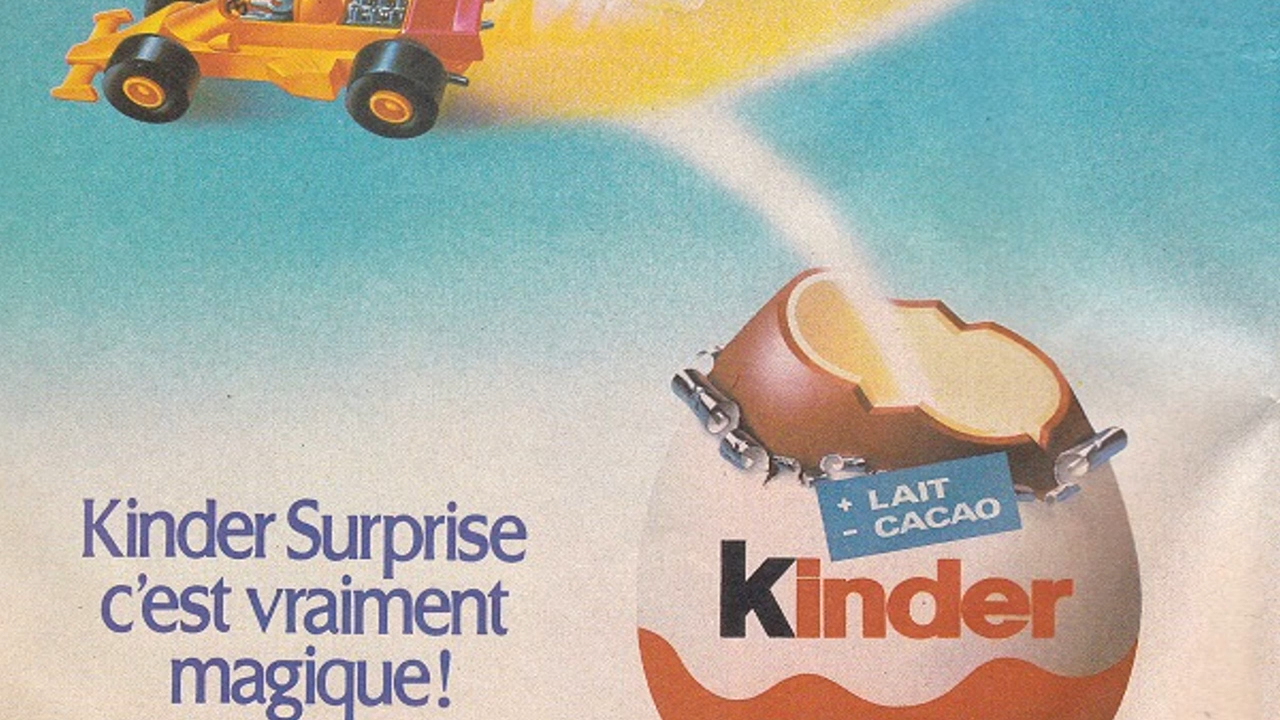 + LAIT
- CACAO
kinder
Kinder Surprise
c'est vraiment
magique!